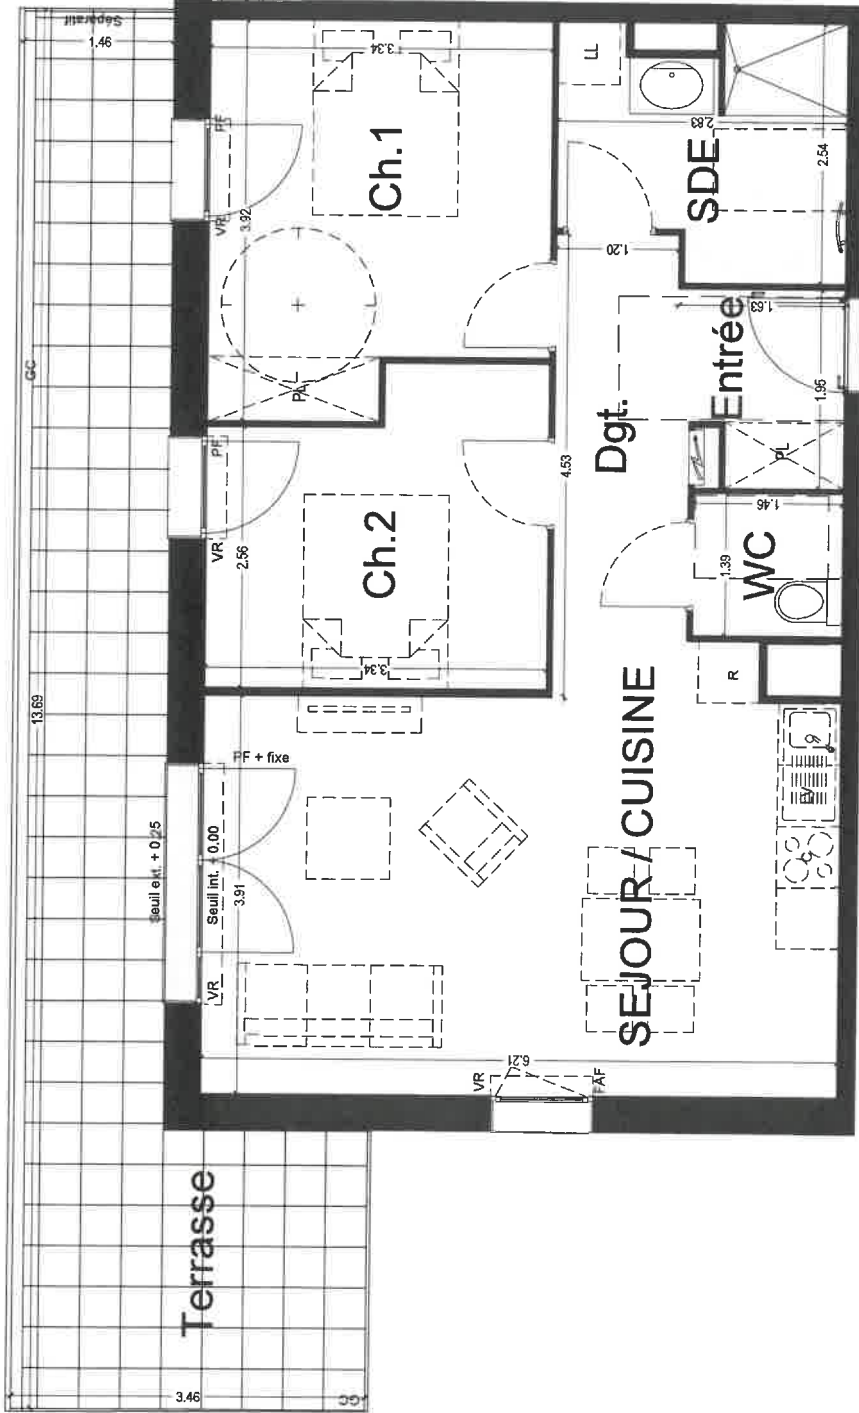 Séparatif
1.46
GC
13.69
Terrasse
3.46
GC
Seuil ext. + 0,25
Seuil int. + 0,00
PF + fixe
VR
3.91
VR
PF
2.56
VR
PF
3.92
3.34
Ch.1
PL
3.34
Ch.2
LL
2.83
SDE
2.54
1.20
1.63
Entrée
1.95
PL
Dgt.
4.53
1.46
1.39
WC
R
SEJOUR / CUISINE
LV
C
6.21
VR
FAF